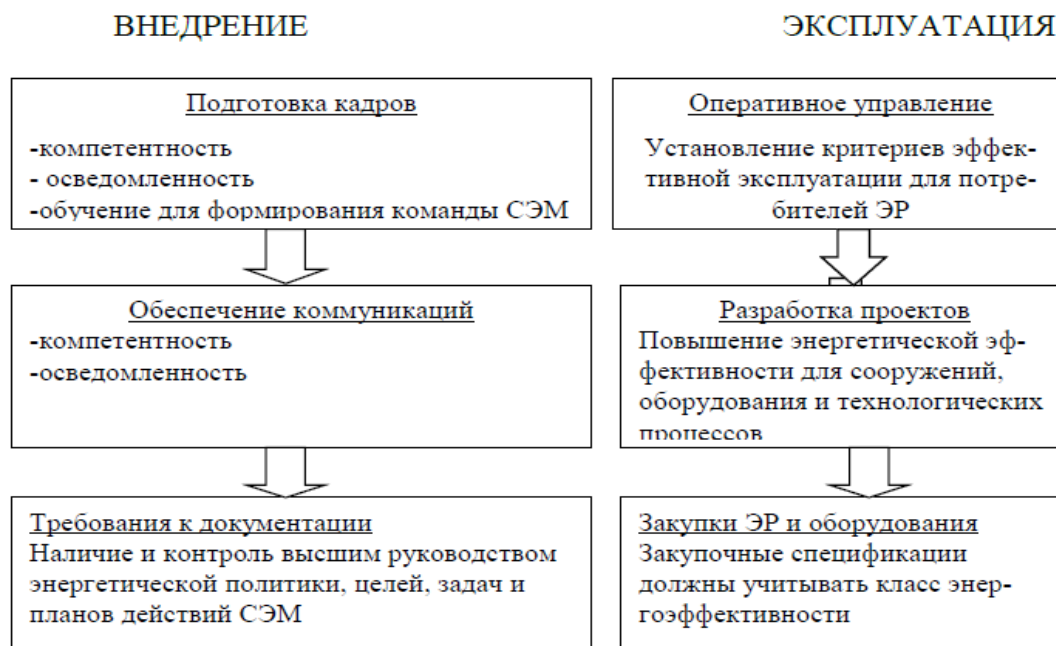 ВНЕДРЕНИЕ
ЭКСПЛУАТАЦИЯ
Подготовка кадров
-компетентность
- осведомленность
-обучение для формирования команды СЭМ
Оперативное управление
Установление критериев эффек-
тивной эксплуатации для потре-
бителей ЭР
Обеспечение коммуникаций
-компетентность
-осведомленность
Разработка проектов
Повышение энергетической эф-
фективности для сооружений,
оборудования и технологических
процессов
Требования к документации
Наличие и контроль высшим руководством
энергетической политики, целей, задач и
планов действий СЭМ
Закупки ЭР и оборудования
Закупочные спецификации
должны учитывать класс энер-
гоэффективности